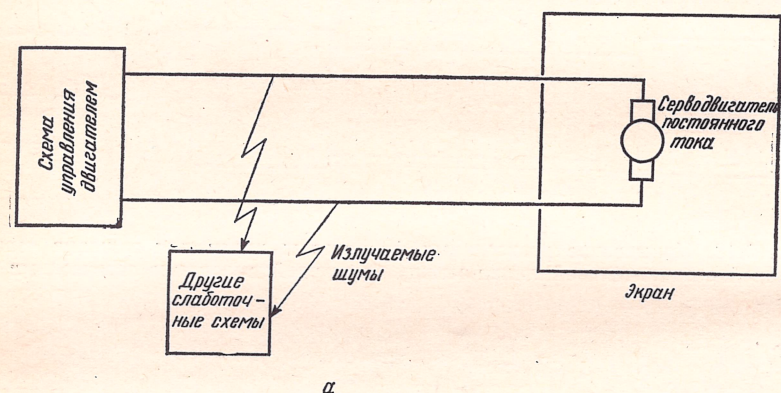 Схема
управления
двигателем
Серводвигатель
постоянного
тока
Излучаемые
шумы
Другие
слаботоч-
ные схемы
Экран
а